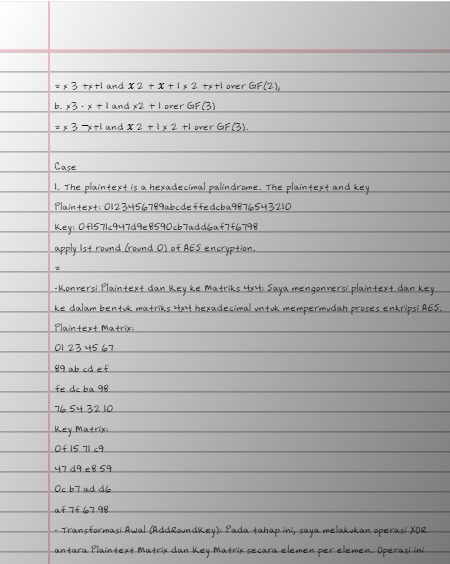 = x 3 +x+1 and x 2 + x + 1 x 2 +x+1 over GF(2),
b. x3 - x + 1 and x2 + 1 over GF(3)
= x 3 -x+1 and x 2 + 1 x 2 +1 over GF(3).
Case
1. The plaintext is a hexadecimal palindrome. The plaintext and key
Plaintext: 0123456789abcdeffedcba9876543210
Key: 0f1571c947d9e8590cb7add6af7f6798
apply 1st round (round 0) of AES encryption.
=
-Konversi Plaintext dan Key ke Matriks 4x4: Saya mengonversi plaintext dan key
ke dalam bentuk matriks 4x4 hexadecimal untuk mempermudah proses enkripsi AES.
Plaintext Matrix:
01 23 45 67
89 ab cd ef
fe dc ba 98
76 54 32 10
Key Matrix:
0f 15 71 c9
47 d9 e8 59
0c b7 ad d6
af 7f 67 98
- Transformasi Awal (AddRoundKey): Pada tahap ini, saya melakukan operasi XOR
antara Plaintext Matrix dan Key Matrix secara elemen per elemen. Operasi ini